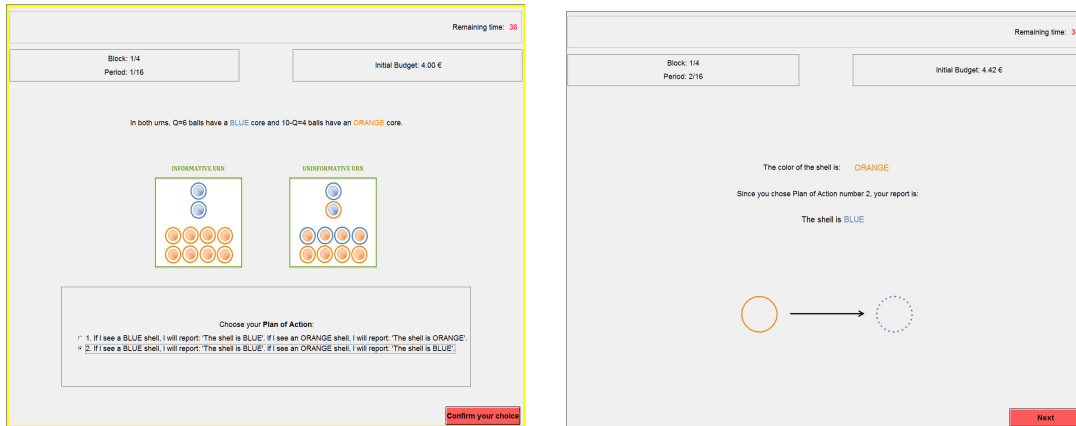 Remaining time: 36
Block: 1/4
Period: 1/16
Initial Budget: 4.00 €
In both urns, Q=6 balls have a BLUE core and 10-Q=4 balls have an ORANGE core.
INFORMATIVE URN
UNINFORMATIVE URN
Choose your Plan of Action:
1. If I see a BLUE shell, I will report: 'The shell is BLUE'. If I see an ORANGE shell, I will report: 'The shell is ORANGE'.
2. If I see a BLUE shell, I will report: 'The shell is BLUE'. If I see an ORANGE shell, I will report: 'The shell is BLUE'.
Confirm your choice
Remaining time: 3
Block: 1/4
Period: 2/16
Initial Budget: 4.42 €
The color of the shell is: ORANGE
Since you chose Plan of Action number 2, your report is:
The shell is BLUE
Next